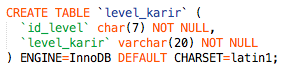 CREATE TABLE `level_karir` (
`id_level` char(7) NOT NULL,
`level_karir` varchar(20) NOT NULL
) ENGINE=InnoDB DEFAULT CHARSET=latin1;